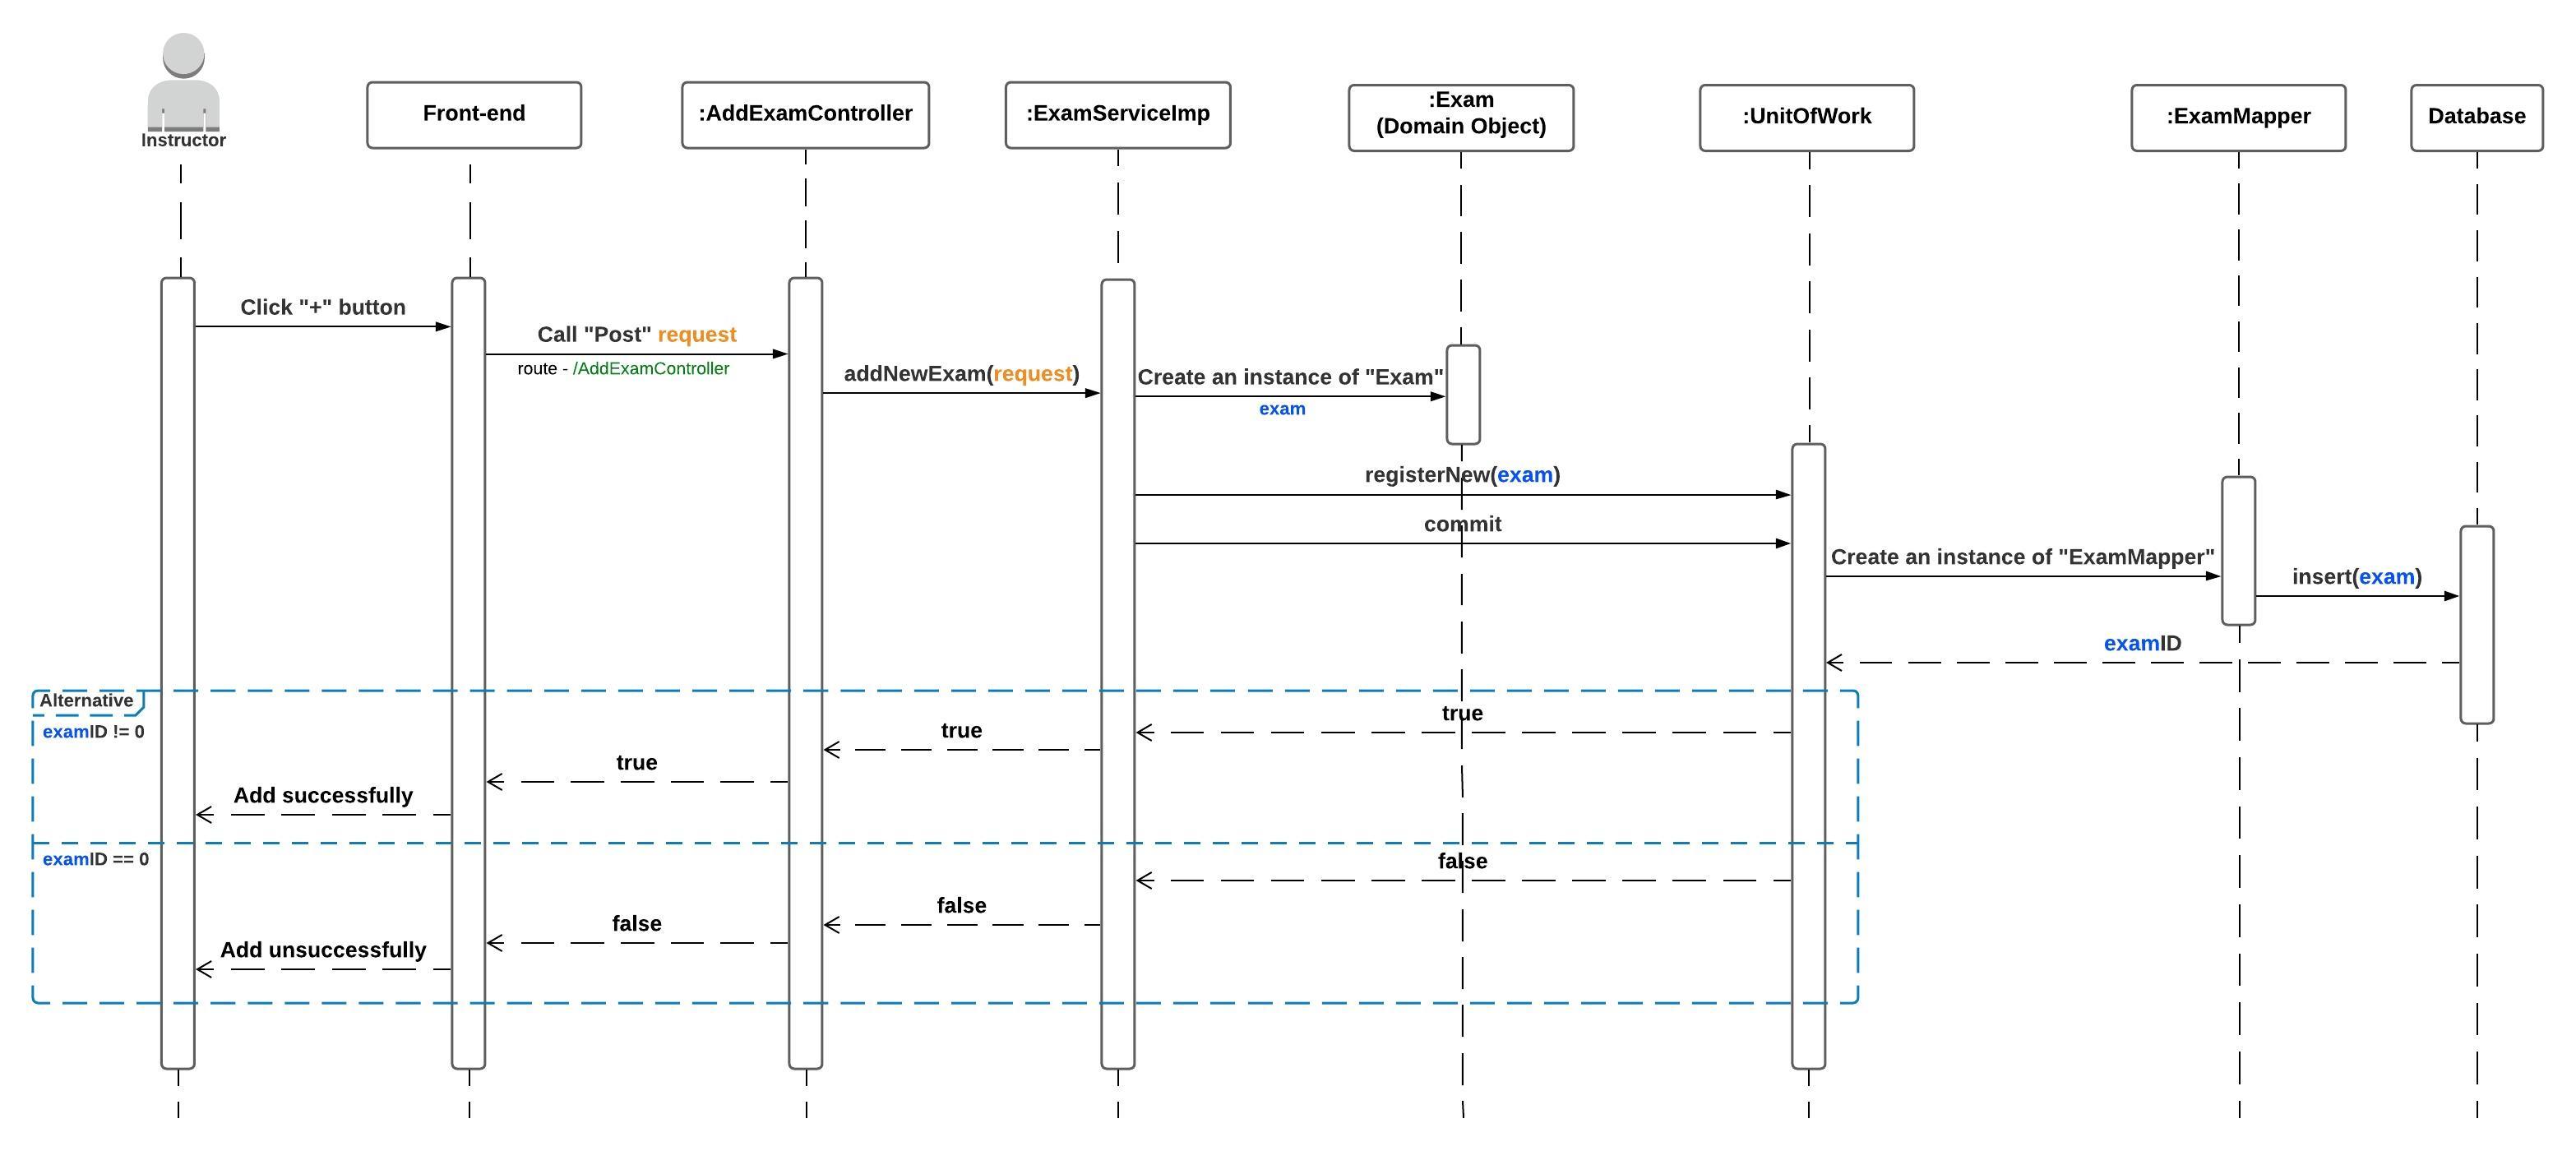 Instructor
Front-end
:AddExamController
:ExamServiceImp
:Exam
(Domain Object)
:UnitOfWork
:ExamMapper
Database
Click "+" button
Call "Post" request
route - /AddExamController
addNewExam(request)
Create an instance of "Exam"
exam
registerNew(exam)
commit
Create an instance of "ExamMapper"
insert(exam)
examID
Alternative
examID != 0
true
true
true
Add successfully
examID == 0
false
false
false
Add unsuccessfully